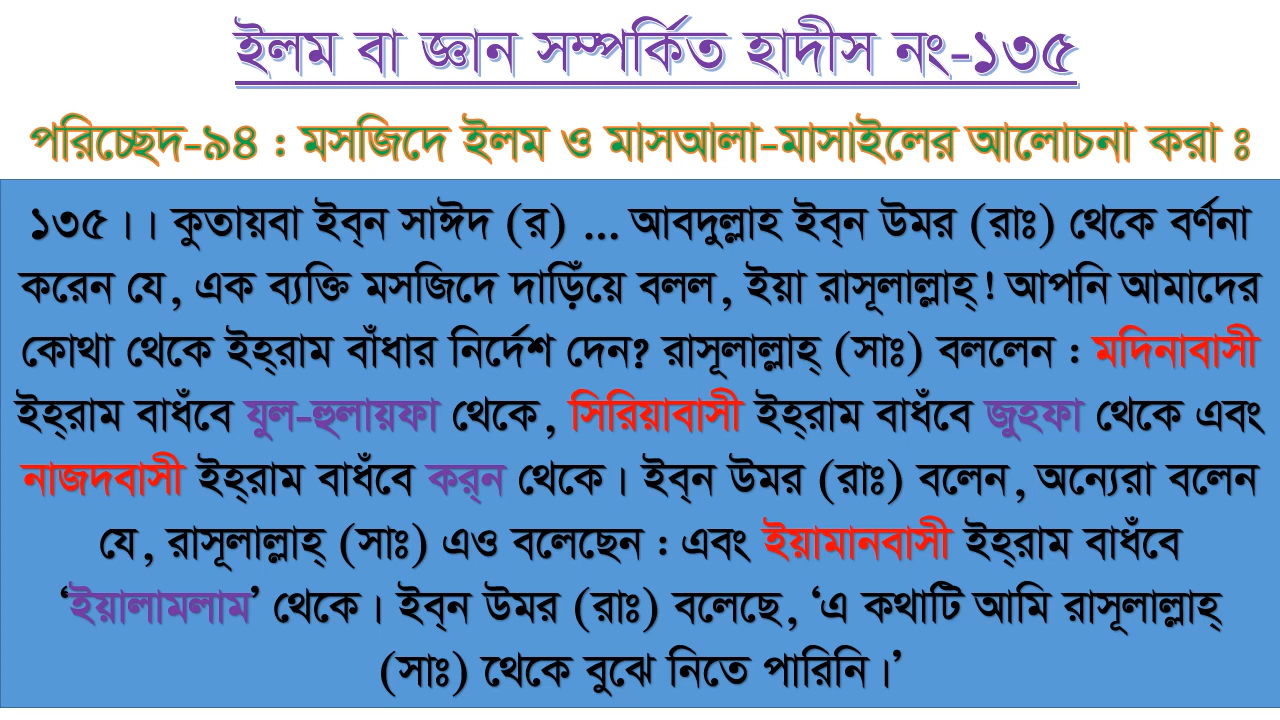 ইলম বা জ্ঞান সম্পর্কিত হাদীস নং-১৩৫
পরিচ্ছেদ-৯৪ : মসজিদে ইলম ও মাসআলা-মাসাইলের আলোচনা করা ঃ
১৩৫।। কুতায়বা ইব্‌ন সাঈদ (র) ... আবদুল্লাহ ইব্‌ন উমর (রাঃ) থেকে বর্ণনা
করেন যে, এক ব্যক্তি মসজিদে দাড়িঁয়ে বলল, ইয়া রাসূলাল্লাহ্! আপনি আমাদের
কোথা থেকে ইহ্‌রাম বাঁধার নির্দেশ দেন? রাসূলাল্লাহ্ (সাঃ) বললেন : মদিনাবাসী
ইহ্‌রাম বাধঁবে যুল-হুলায়ফা থেকে, সিরিয়াবাসী ইহ্‌রাম বাধঁবে জুহফা থেকে এবং
নাজদবাসী ইহ্‌রাম বাধঁবে কর্‌ন থেকে। ইব্‌ন উমর (রাঃ) বলেন, অন্যেরা বলেন
যে, রাসূলাল্লাহ্ (সাঃ) এও বলেছেন : এবং ইয়ামানবাসী ইহ্‌রাম বাধঁবে
‘ইয়ালামলাম’ থেকে। ইব্‌ন উমর (রাঃ) বলেছে, ‘এ কথাটি আমি রাসূলাল্লাহ্
(সাঃ) থেকে বুঝে নিতে পারিনি।’